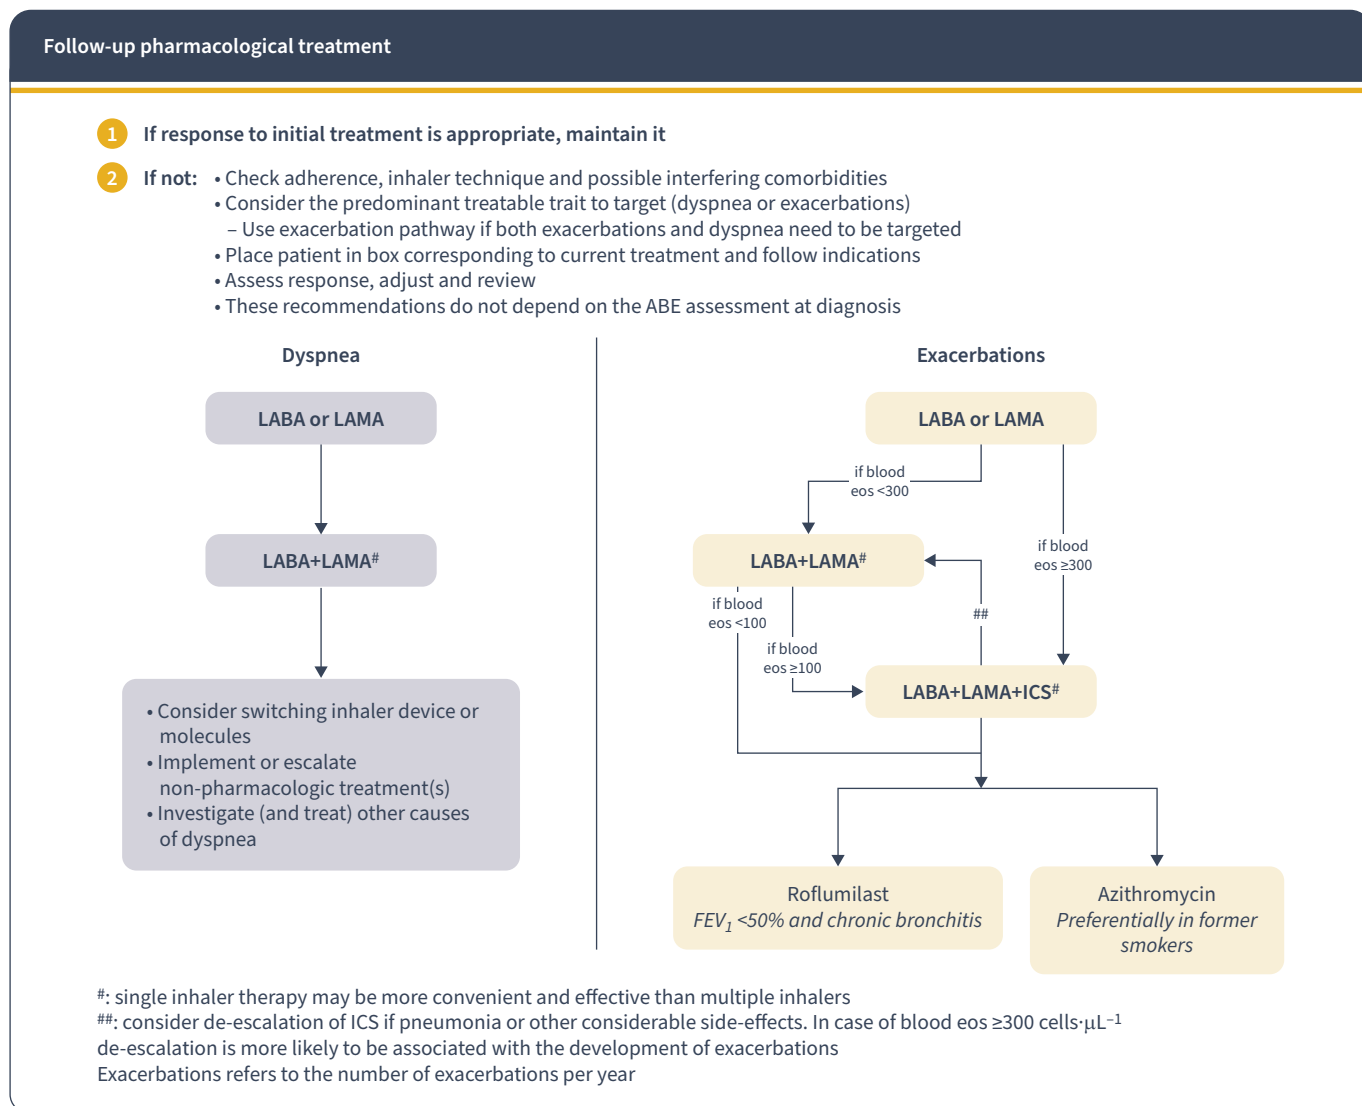 Follow-up pharmacological treatment
1 If response to initial treatment is appropriate, maintain it
2 If not: • Check adherence, inhaler technique and possible interfering comorbidities
• Consider the predominant treatable trait to target (dyspnea or exacerbations)
– Use exacerbation pathway if both exacerbations and dyspnea need to be targeted
• Place patient in box corresponding to current treatment and follow indications
• Assess response, adjust and review
• These recommendations do not depend on the ABE assessment at diagnosis
Dyspnea
LABA or LAMA
LABA+LAMA#
• Consider switching inhaler device or
molecules
• Implement or escalate
non-pharmacologic treatment(s)
• Investigate (and treat) other causes
of dyspnea
Exacerbations
LABA or LAMA
if blood
eos <300
if blood
eos ≥300
LABA+LAMA#
if blood
eos <100
if blood
eos ≥100
##
LABA+LAMA+ICS#
Roflumilast
FEV1 <50% and chronic bronchitis
Azithromycin
Preferentially in former
smokers
#: single inhaler therapy may be more convenient and effective than multiple inhalers
##: consider de-escalation of ICS if pneumonia or other considerable side-effects. In case of blood eos ≥300 cells·µL−1
de-escalation is more likely to be associated with the development of exacerbations
Exacerbations refers to the number of exacerbations per year